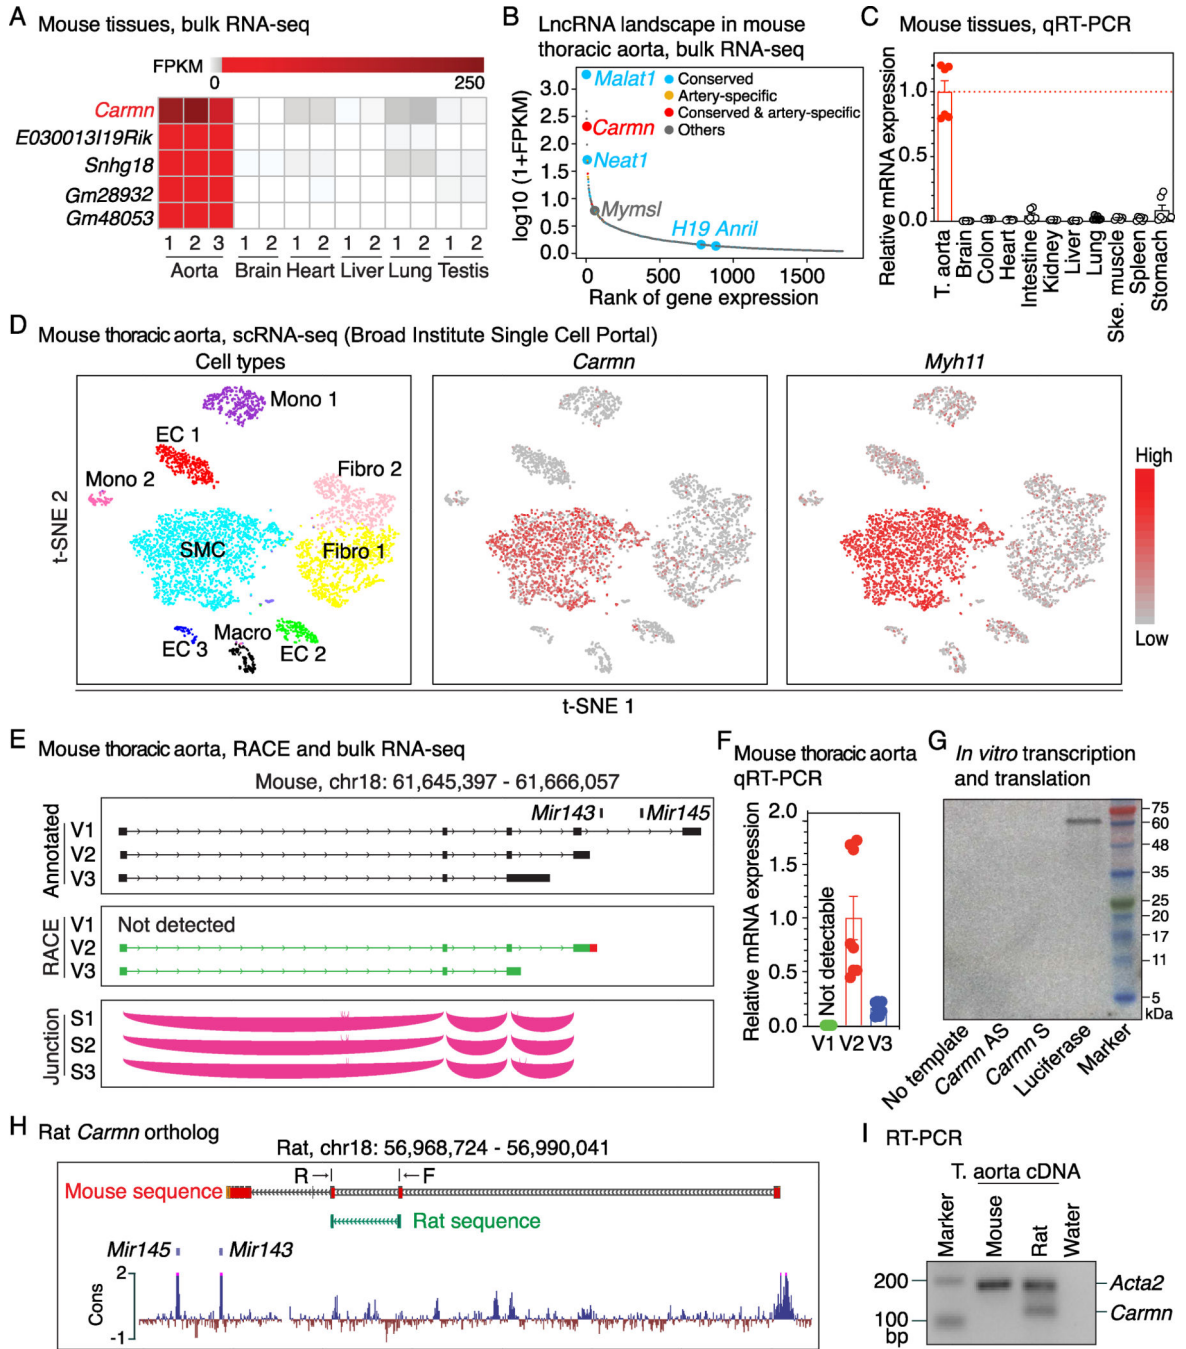 A Mouse tissues, bulk RNA-seq
FPKM
0
250
Carmn
E030013I19Rik
Snhg18
Gm28932
Gm48053
1 2 3 1 2 1 2 1 2 1 2 1 2
Aorta Brain Heart Liver Lung Testis
B LncRNA landscape in mouse
thoracic aorta, bulk RNA-seq
log10 (1+FPKM)
3.0
2.5
2.0
1.5
1.0
0.5
0.0
Malat1
Carmn
Neat1
Mymsl
H19 Anril
Conserved
Artery-specific
Conserved & artery-specific
Others
0 500 1000 1500
Rank of gene expression
C Mouse tissues, qRT-PCR
Relative mRNA expression
1.0
0.5
0.0
T. aorta
Brain
Colon
Heart
Intestine
Kidney
Liver
Lung
Ske. muscle
Spleen
Stomach
D Mouse thoracic aorta, scRNA-seq (Broad Institute Single Cell Portal)
Cell types
Carmn
Myh11
Mono 1
EC 1
Mono 2
Fibro 2
SMC
Fibro 1
Macro
EC 3
EC 2
t-SNE 2
t-SNE 1
High
Low
E Mouse thoracic aorta, RACE and bulk RNA-seq
Mouse, chr18: 61,645,397 - 61,666,057
Mir143
Mir145
Annotated
V1
V2
V3
RACE
V1 Not detected
V2
V3
Junction
S1
S2
S3
F Mouse thoracic aorta
qRT-PCR
Relative mRNA expression
2.0
1.5
1.0
0.5
0.0
Not detectable
V1 V2 V3
G In vitro transcription
and translation
75
60
48
35
25
20
17
11
5
kDa
No template
Carmn AS
Carmn S
Luciferase
Marker
H Rat Carmn ortholog
Rat, chr18: 56,968,724 - 56,990,041
R
F
Mouse sequence
Rat sequence
Mir145
Mir143
Cons
2
-1
I RT-PCR
T. aorta cDNA
Marker
Mouse
Rat
Water
200
100
bp
Acta2
Carmn